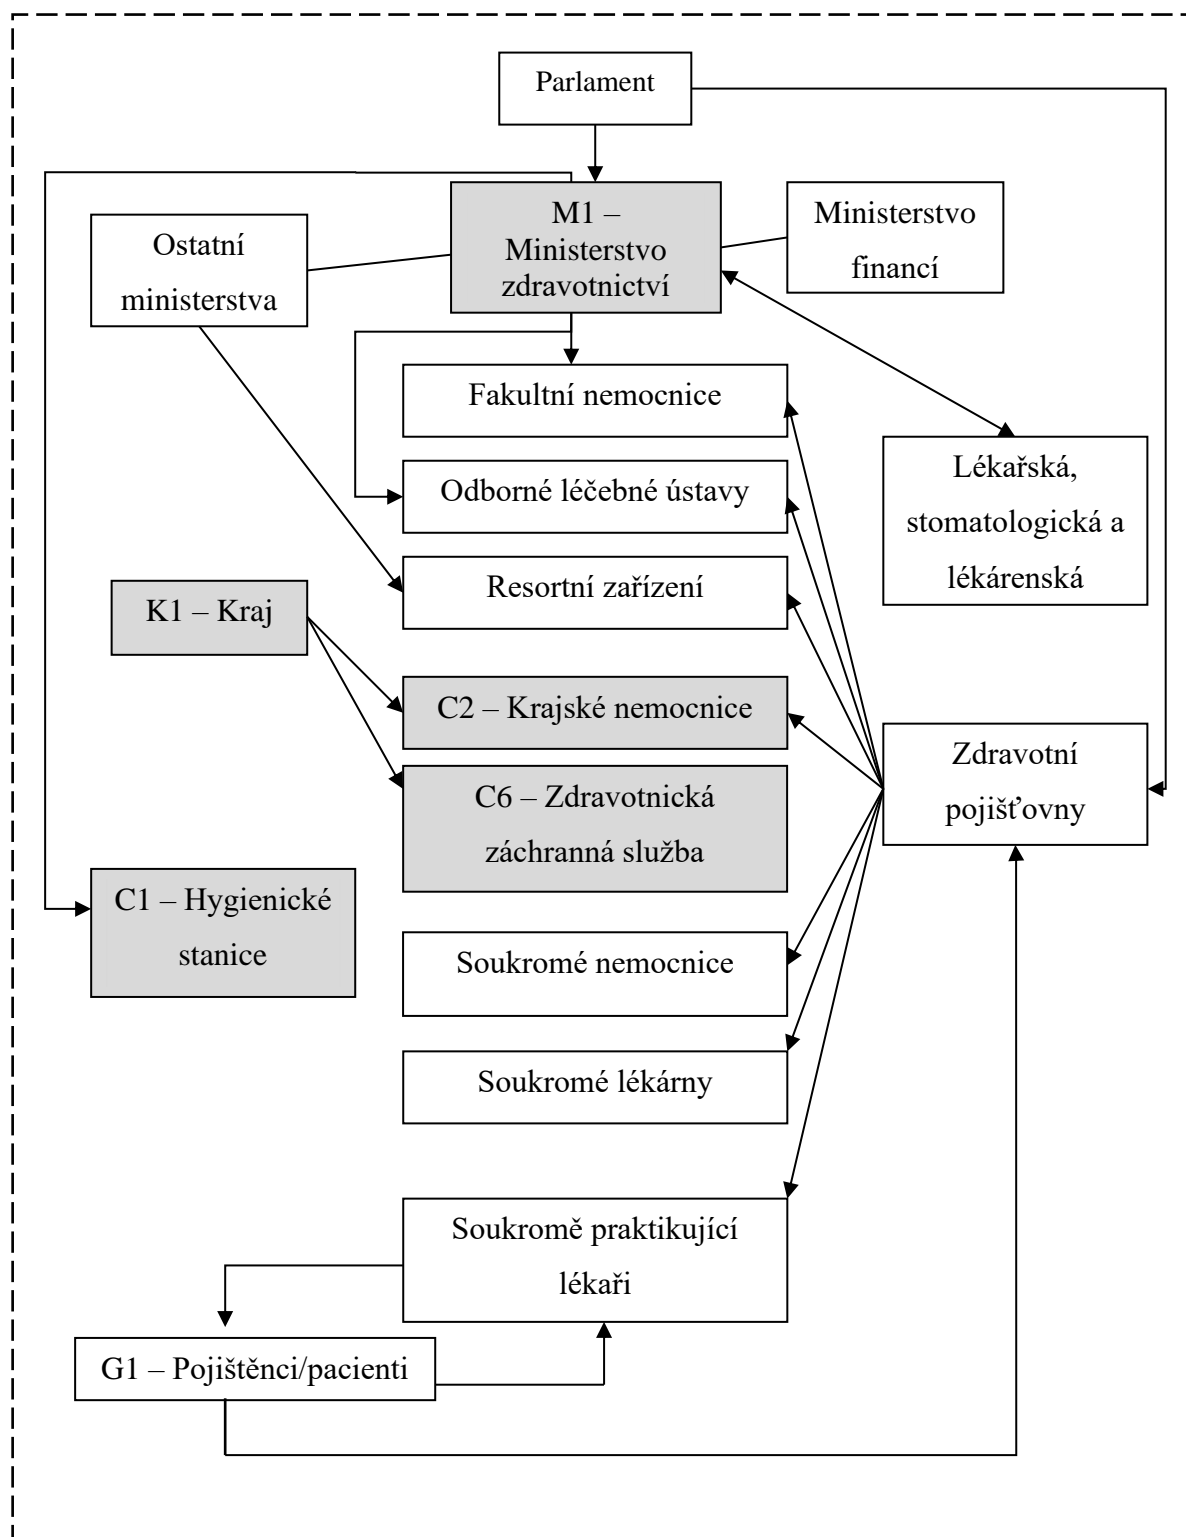 Parlament
M1 –
Ministerstvo
zdravotnictví
Ministerstvo
financí
Ostatní
ministerstva
Fakultní nemocnice
Lékařská,
stomatologická a
lékárenská
Odborné léčebné ústavy
Resortní zařízení
K1 – Kraj
C2 – Krajské nemocnice
Zdravotní
pojišťovny
C6 – Zdravotnická
záchranná služba
C1 – Hygienické
stanice
Soukromé nemocnice
Soukromé lékárny
Soukromě praktikující
lékaři
G1 – Pojištěnci/pacienti